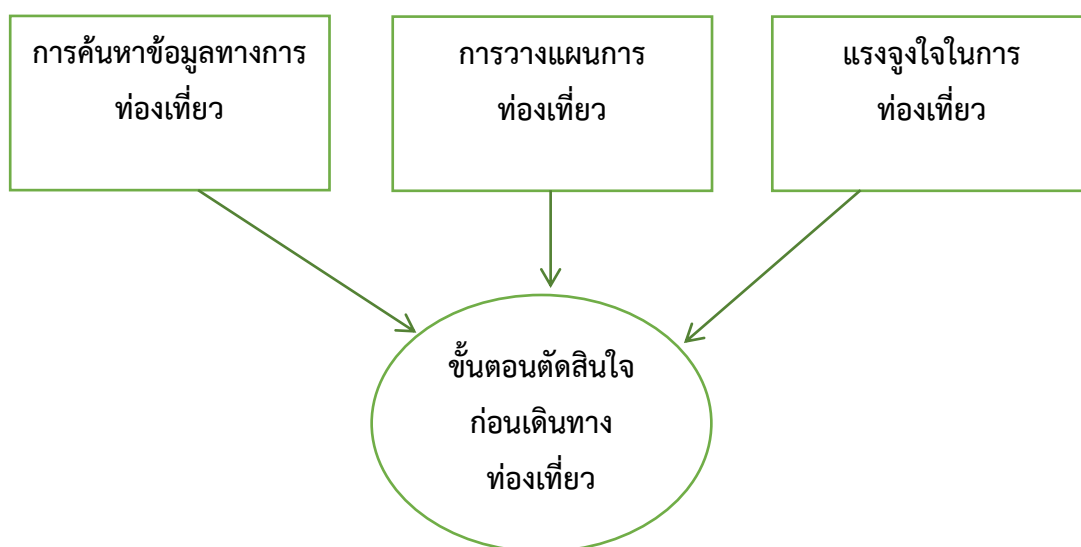 การค้นหาข้อมูลทางการ
ท่องเที่ยว
การวางแผนการ
ท่องเที่ยว
แรงจูงใจในการ
ท่องเที่ยว
ขั้นตอนตัดสินใจ
ก่อนเดินทาง
ท่องเที่ยว